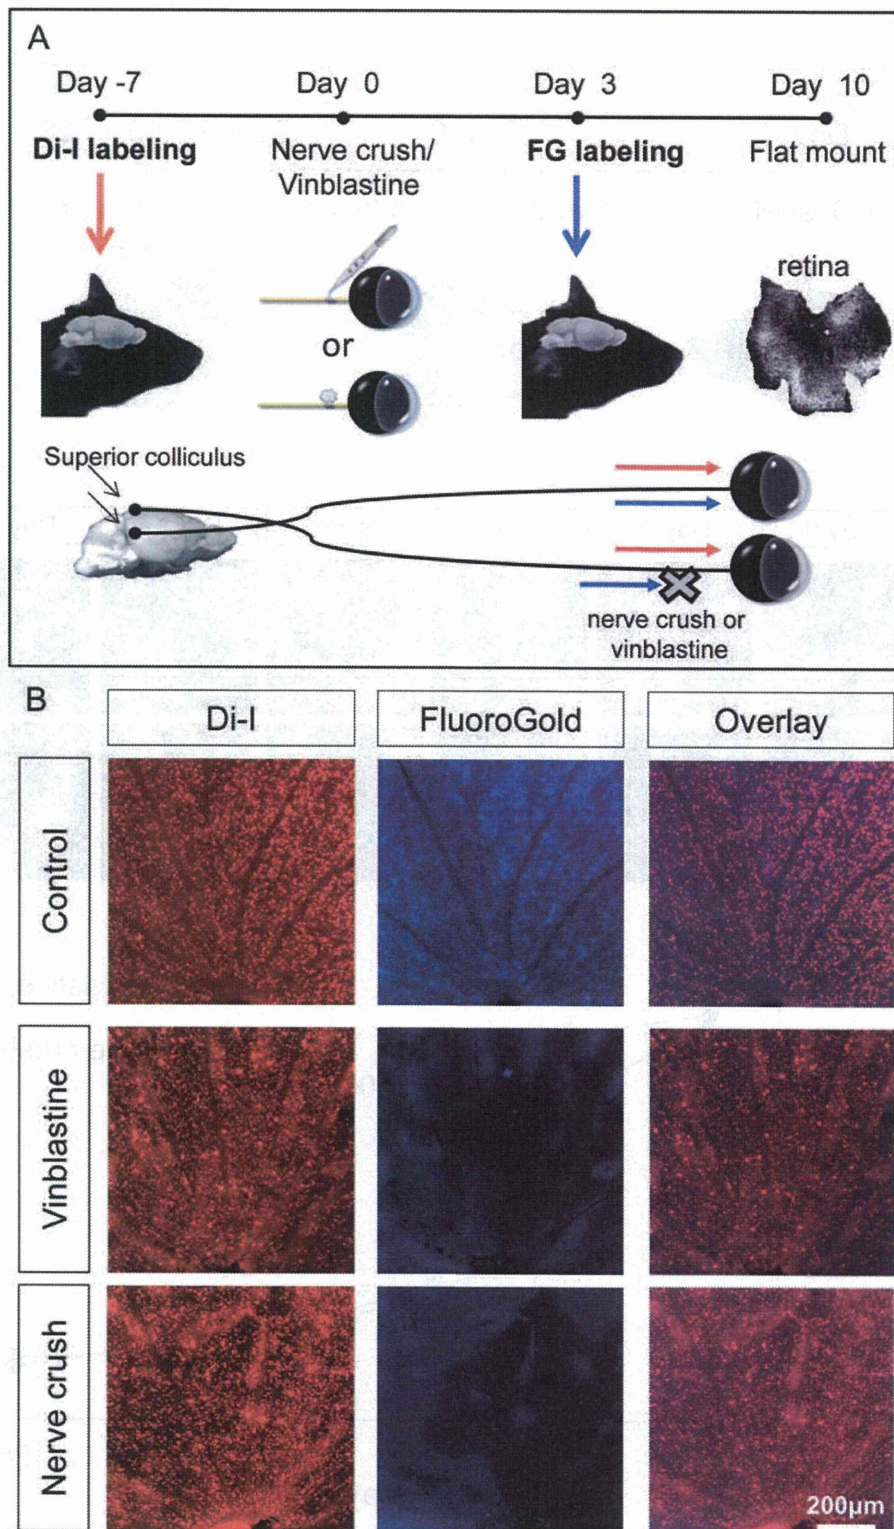 A
Day -7 Day 0 Day 3 Day 10
Di-I labeling Nerve crush/ FG labeling Flat mount
Vinblastine
retina
or
Superior colliculus
nerve crush or
vinblastine
B
Di-I FluoroGold Overlay
Control
Vinblastine
Nerve crush
200μm